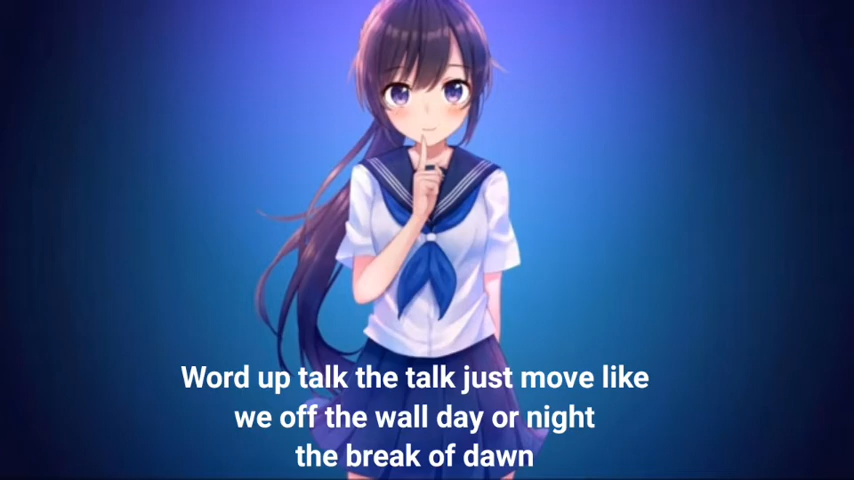 Word up talk the talk just move like
we off the wall day or night
the break of dawn